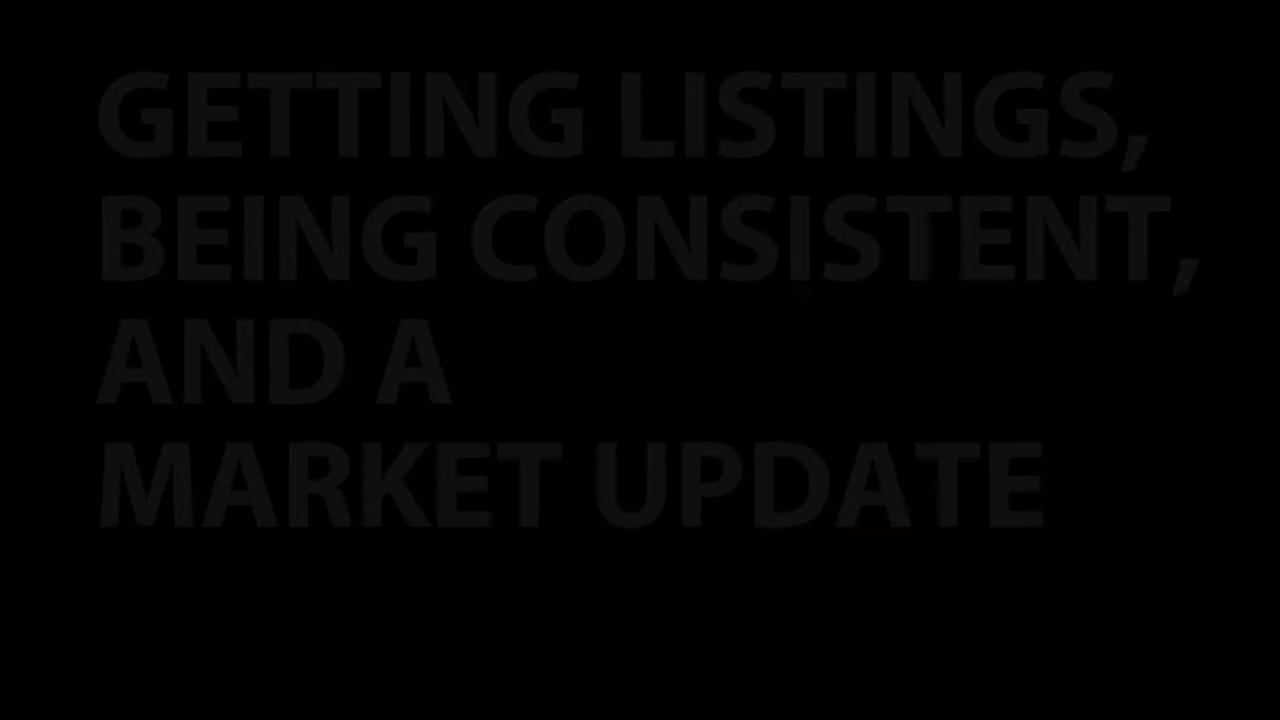 GETTING LISTINGS,
BEING CONSISTENT,
AND A
MARKET UPDATE